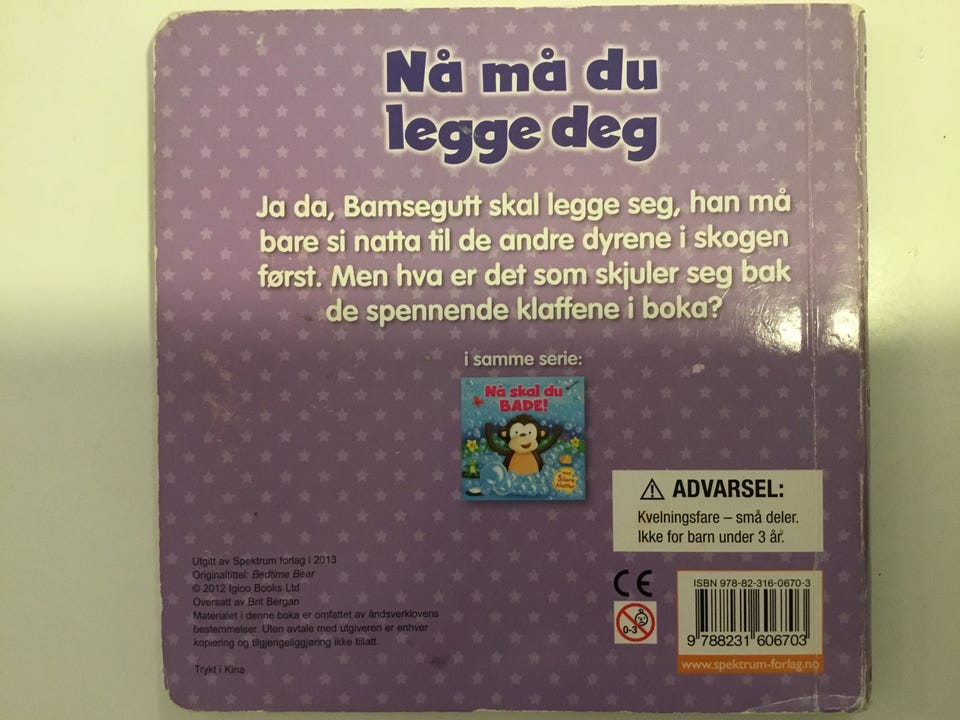 Nå må du
legge deg
Ja da, Bamsegutt skal legge seg, han må
bare si natta til de andre dyrene i skogen
først. Men hva er det som skjuler seg bak
de spennende klaffene i boka?
i samme serie:
Nå skal du
BADE!
med
5 store
klaffer
ADVARSEL:
Kvelningsfare – små deler.
Ikke for barn under 3 år.
Utgitt av Spektrum forlag i 2013
Originaltittel: Bedtime Bear
© 2012 Igloo Books Ltd
Oversatt av Brit Bergan
Materialet i denne boka er omfattet av åndsverklovens
bestemmelser. Uten avtale med utgiveren er enhver
kopiering og tilgjengeliggjøring ikke tillatt.
Trykt i Kina
CE
0-3
ISBN 978-82-316-0670-3
9 788231 606703
www.spektrum-forlag.no